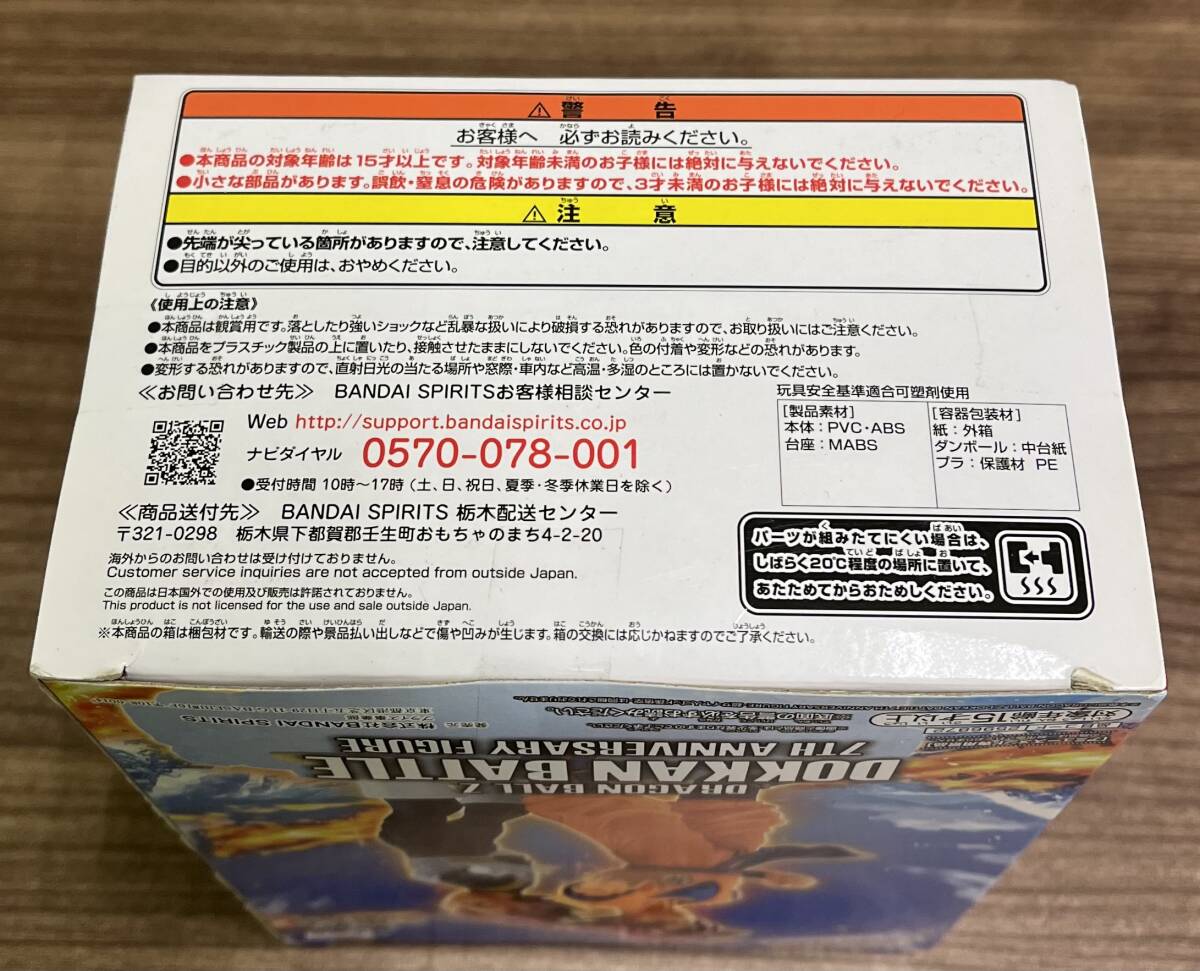 ⚠警告
お客様へ 必ずお読みください。
●本商品の対象年齢は15才以上です。対象年齢未満のお子様には絶対に与えないでください。
●小さな部品があります。誤飲・窒息の危険がありますので、3才未満のお子様には絶対に与えないでください。
⚠注意
●先端が尖っている箇所がありますので、注意してください。
●目的以外のご使用は、おやめください。
《使用上の注意》
●本商品は観賞用です。落としたり強いショックなど乱暴な扱いにより破損する恐れがありますので、お取り扱いにはご注意ください。
●本商品をプラスチック製品の上に置いたり、接触させたままにしないでください。色の付着や変形などの恐れがあります。
●変形する恐れがありますので、直射日光の当たる場所や窓際・車内など高温・多湿のところには置かないでください。
≪お問い合わせ先≫ BANDAI SPIRITSお客様相談センター
Web http://support.bandaispirits.co.jp
ナビダイヤル 0570-078-001
●受付時間 10時～17時（土、日、祝日、夏季・冬季休業日を除く）
≪商品送付先≫ BANDAI SPIRITS 栃木配送センター
〒321-0298 栃木県下都賀郡壬生町おもちゃのまち4-2-20
海外からのお問い合わせは受け付けておりません。
Customer service inquiries are not accepted from outside Japan.
この商品は日本国外での使用及び販売は許諾されておりません。
This product is not licensed for the use and sale outside Japan.
※本商品の箱は梱包材です。輸送の際や景品払い出しなどで傷や凹みが生じます。箱の交換には応じかねますのでご了承ください。
玩具安全基準適合可塑剤使用
[製品素材]
本体：PVC・ABS
台座：MABS
[容器包装材]
紙：外箱
ダンボール：中台紙
プラ：保護材 PE
パーツが組みたてにくい場合は、
しばらく20℃程度の場所に置いて、
あたためてからおためしください。
DRAGON BALL Z
DOKKAN BATTLE
7TH ANNIVERSARY FIGURE
対象年齢15才以上
発売元
株式会社BANDAI SPIRITS